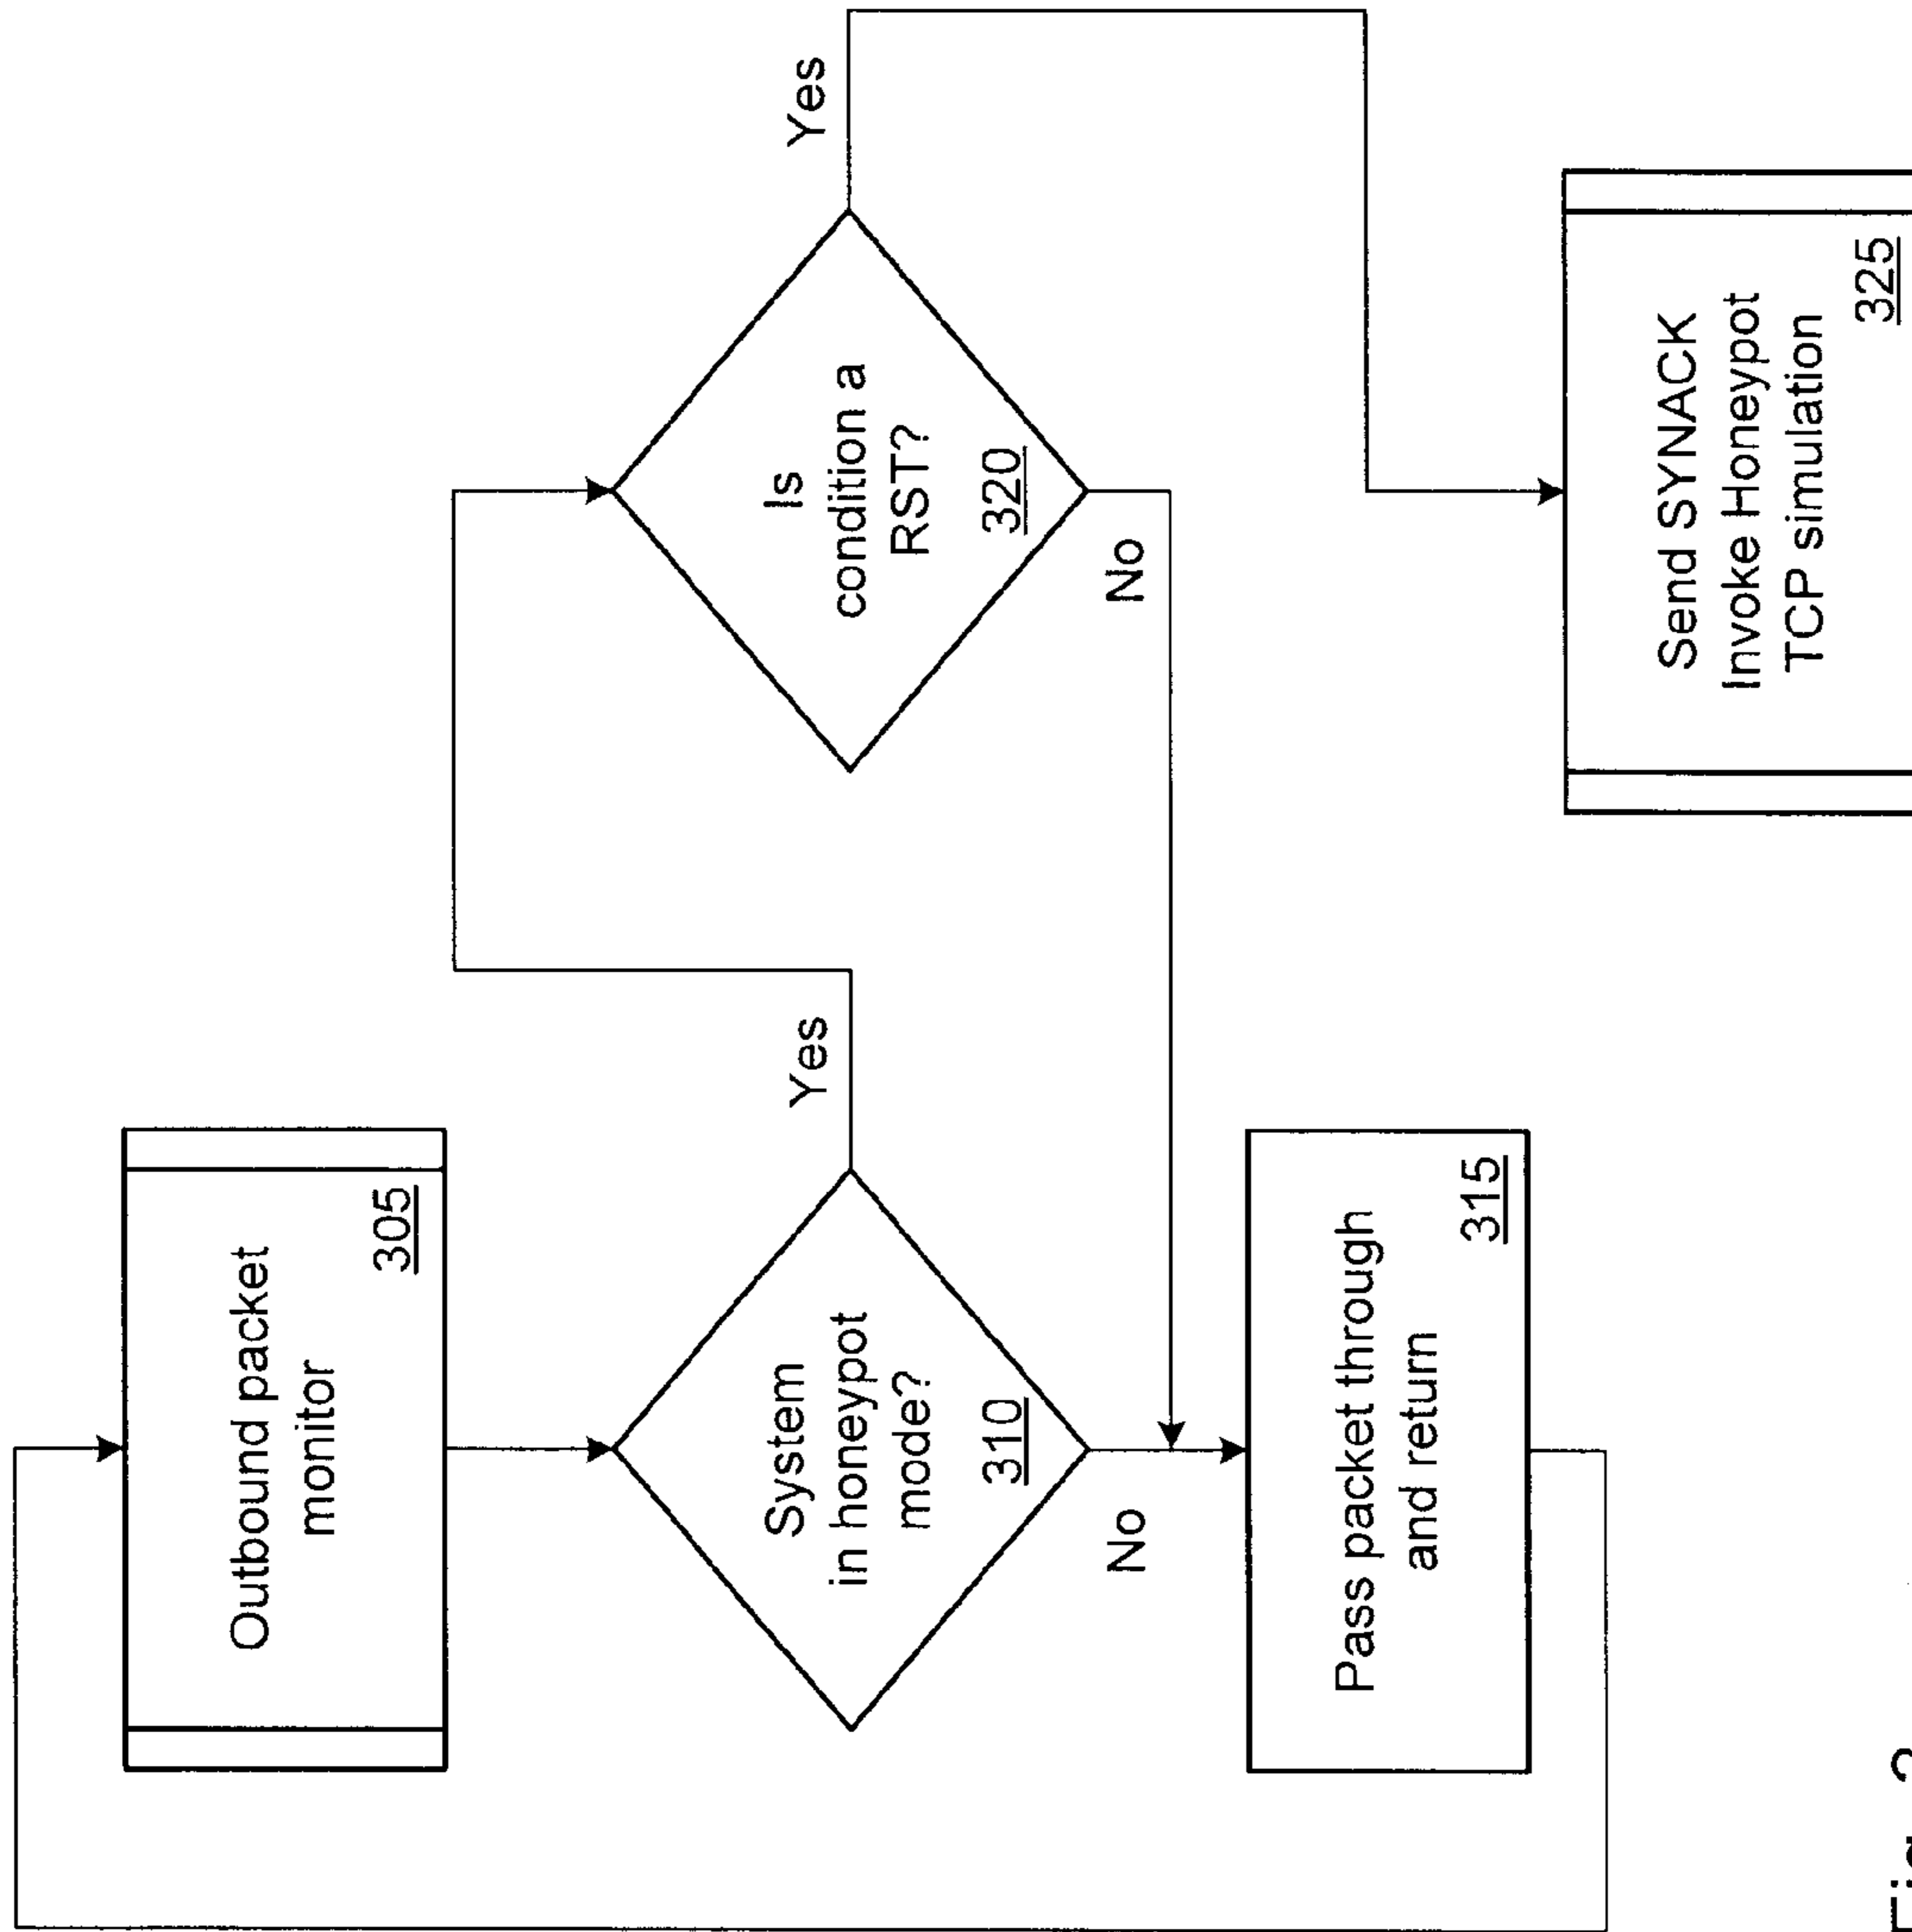 Outbound packet
monitor
305
System
in honeypot
mode?
310
Yes
No
Pass packet through
and return
315
Is
condition a
RST?
320
Yes
No
Send SYNACK
Invoke Honeypot
TCP simulation
325